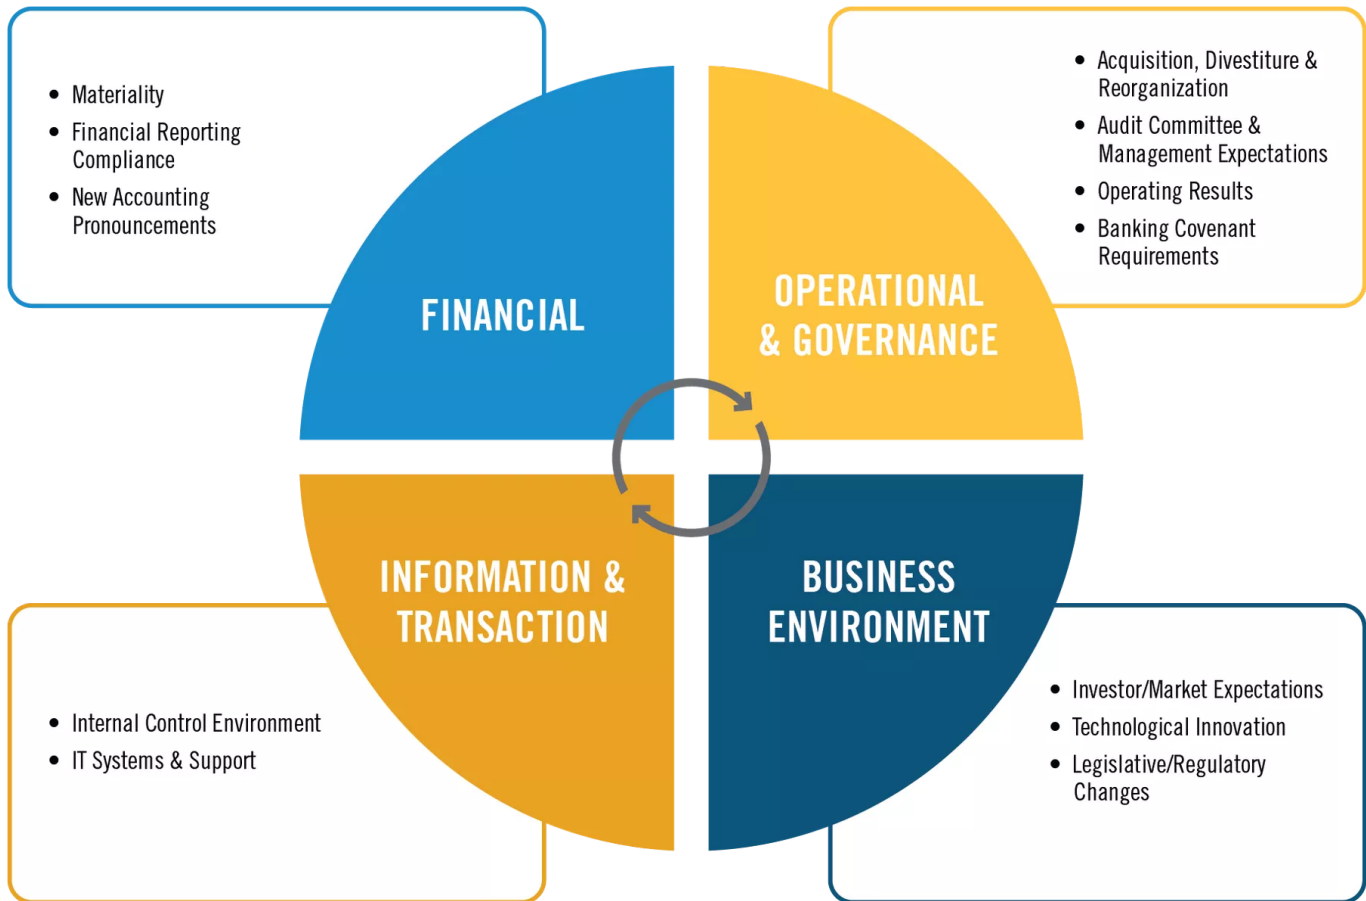 • Materiality
• Financial Reporting
Compliance
• New Accounting
Pronouncements
FINANCIAL
• Acquisition, Divestiture &
Reorganization
• Audit Committee &
Management Expectations
• Operating Results
• Banking Covenant
Requirements
OPERATIONAL
& GOVERNANCE
INFORMATION &
TRANSACTION
• Internal Control Environment
• IT Systems & Support
BUSINESS
ENVIRONMENT
• Investor/Market Expectations
• Technological Innovation
• Legislative/Regulatory
Changes